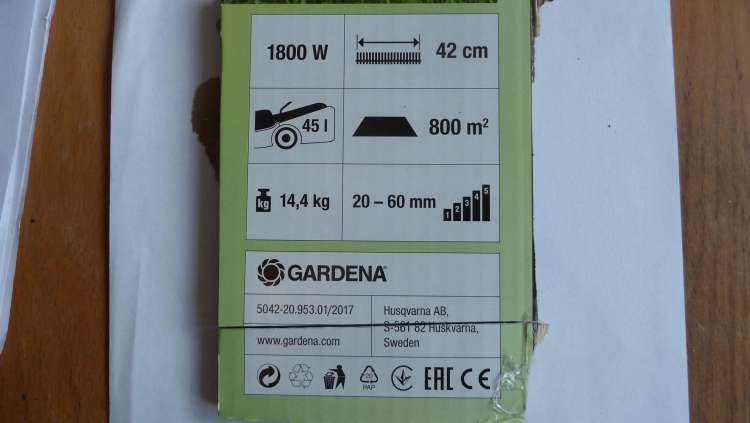 1800 W
42 cm
45 l
800 m²
kg
14,4 kg
20 – 60 mm
1 2 3 4 5
GARDENA®
5042-20.953.01/2017
www.gardena.com
Husqvarna AB,
S-561 82 Huskvarna,
Sweden
20
PAP
EAC CE